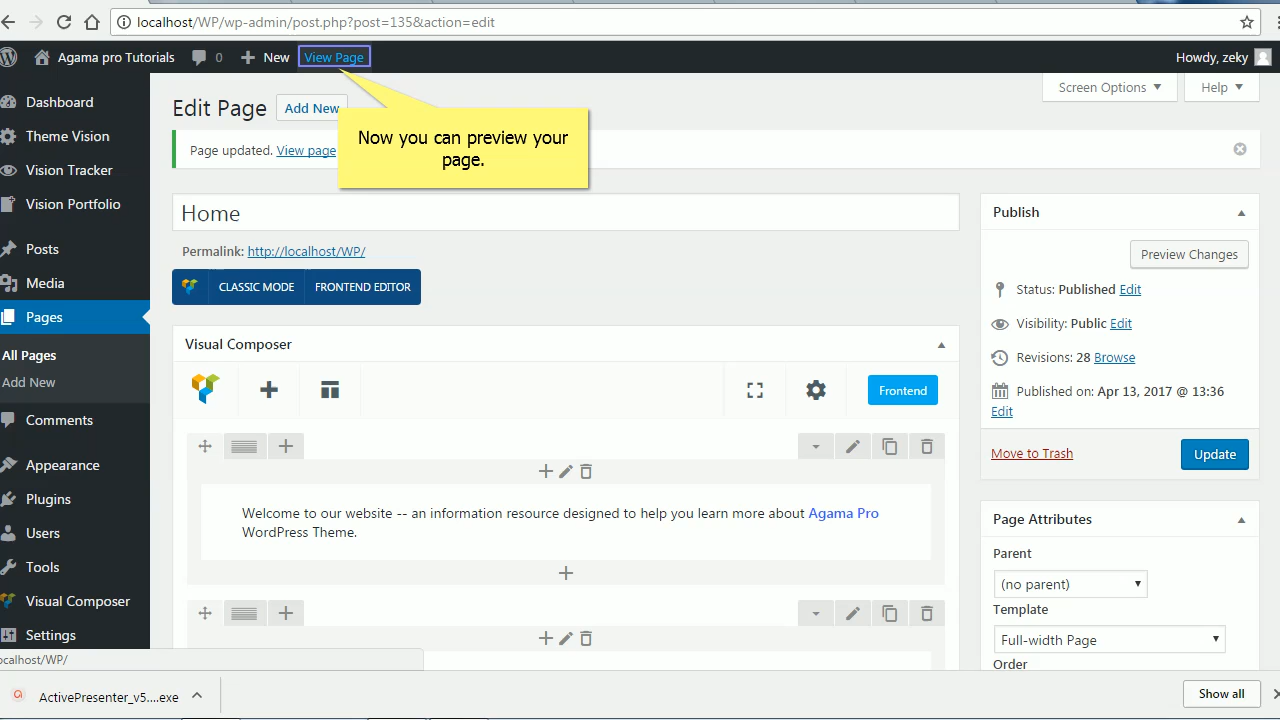 localhost/WP/wp-admin/post.php?post=135&action=edit
Agama pro Tutorials 0 New View Page Howdy, zeky
Screen Options Help
Edit Page Add New
Now you can preview your
page.
Page updated. View page
Dashboard
Theme Vision
Vision Tracker
Vision Portfolio
Posts
Media
Pages
All Pages
Add New
Comments
Appearance
Plugins
Users
Tools
Visual Composer
Settings
Home
Permalink: http://localhost/WP/
CLASSIC MODE FRONTEND EDITOR
Visual Composer
Frontend
Welcome to our website -- an information resource designed to help you learn more about Agama Pro
WordPress Theme.
Publish
Preview Changes
Status: Published Edit
Visibility: Public Edit
Revisions: 28 Browse
Published on: Apr 13, 2017 @ 13:36
Edit
Move to Trash Update
Page Attributes
Parent
(no parent)
Template
Full-width Page
Order
ocalhost/WP/
ActivePresenter_v5....exe Show all